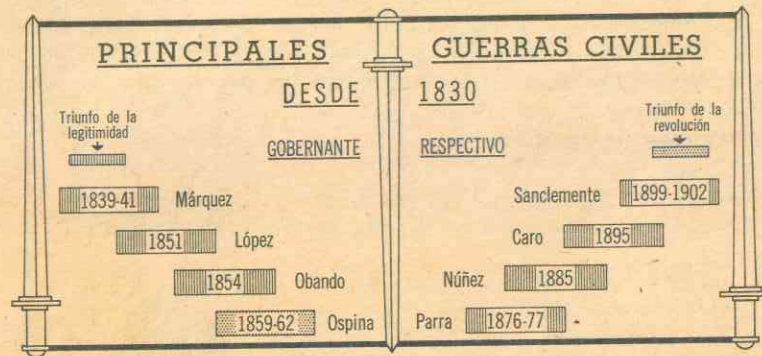 PRINCIPALES GUERRAS CIVILES
DESDE 1830
Triunfo de la
legitimidad
Triunfo de la
revolución
GOBERNANTE RESPECTIVO
1839-41 Márquez
1851 López
1854 Obando
1859-62 Ospina
Sanclemente 1899-1902
Caro 1895
Núñez 1885
Parra 1876-77